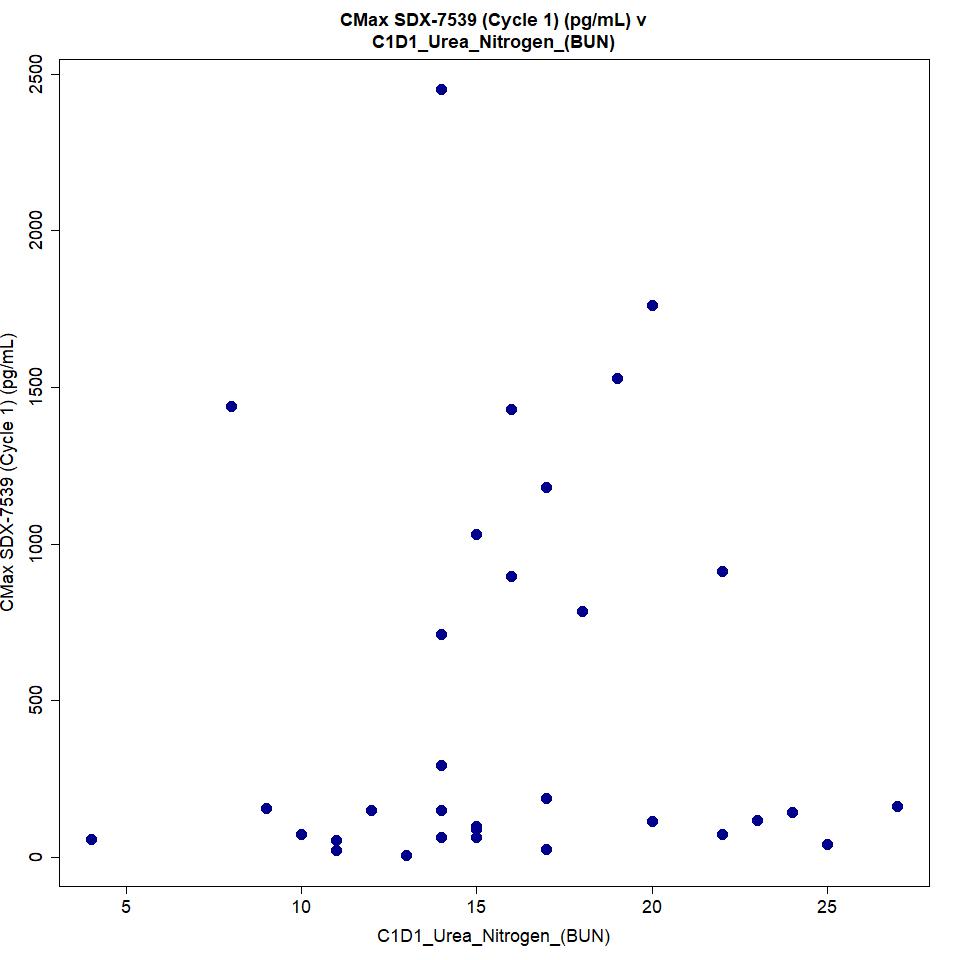 CMax SDX-7539 (Cycle 1) (pg/mL) v
C1D1_Urea_Nitrogen_(BUN)
CMax SDX-7539 (Cycle 1) (pg/mL)
2500
2000
1500
1000
500
0
5 10 15 20 25
C1D1_Urea_Nitrogen_(BUN)